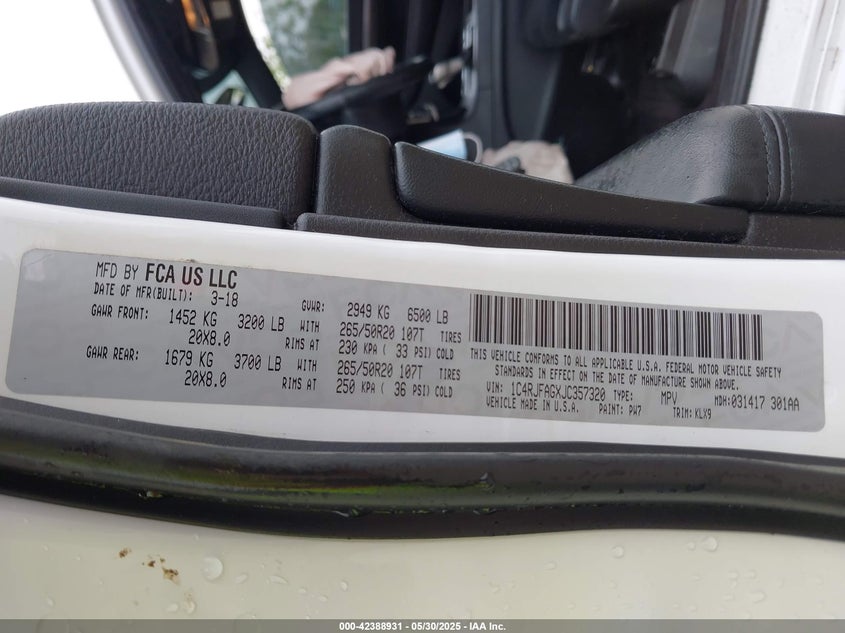 MFD BY FCA US LLC
DATE OF MFR(BUILT): 3-18 GVWR: 2949 KG 6500 LB
GAWR FRONT: 1452 KG 3200 LB WITH 265/50R20 107T TIRES
20X8.0 RIMS AT 230 KPA ( 33 PSI) COLD
GAWR REAR: 1679 KG 3700 LB WITH 265/50R20 107T TIRES
20X8.0 RIMS AT 250 KPA ( 36 PSI) COLD
THIS VEHICLE CONFORMS TO ALL APPLICABLE U.S.A. FEDERAL MOTOR VEHICLE SAFETY
STANDARDS IN EFFECT ON THE DATE OF MANUFACTURE SHOWN ABOVE.
VIN: 1C4RJFAGXJC357320 TYPE: MPV MDH:031417 301AA
VEHICLE MADE IN U.S.A. PAINT: PW7 TRIM: KLX9
000-42388931 - 05/30/2025 - IAA Inc.